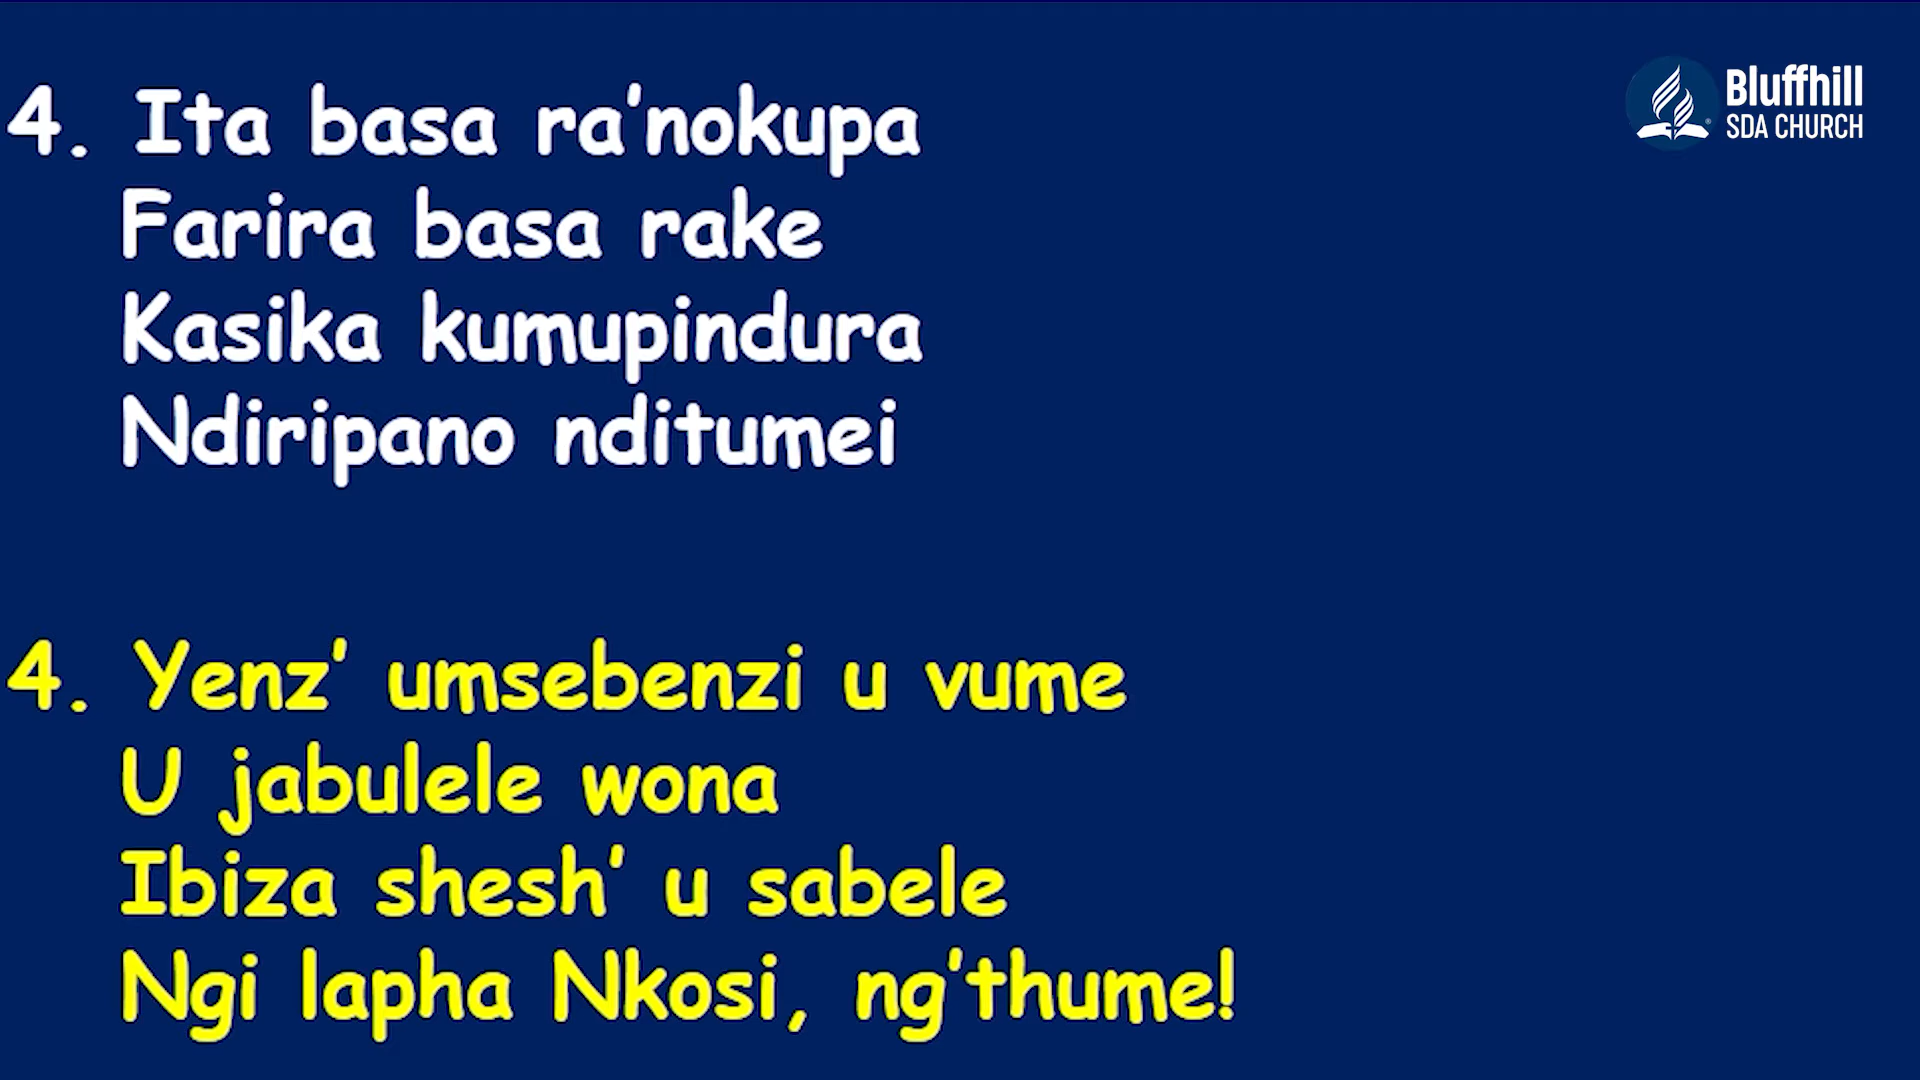 4. Ita basa ra’nokupa
Farira basa rake
Kasika kumupindura
Ndiripano nditumei
4. Yenz’ umsebenzi u vume
U jabulele wona
Ibiza shesh’ u sabele
Ngi lapha Nkosi, ng’thume!
Bluffhill
SDA CHURCH